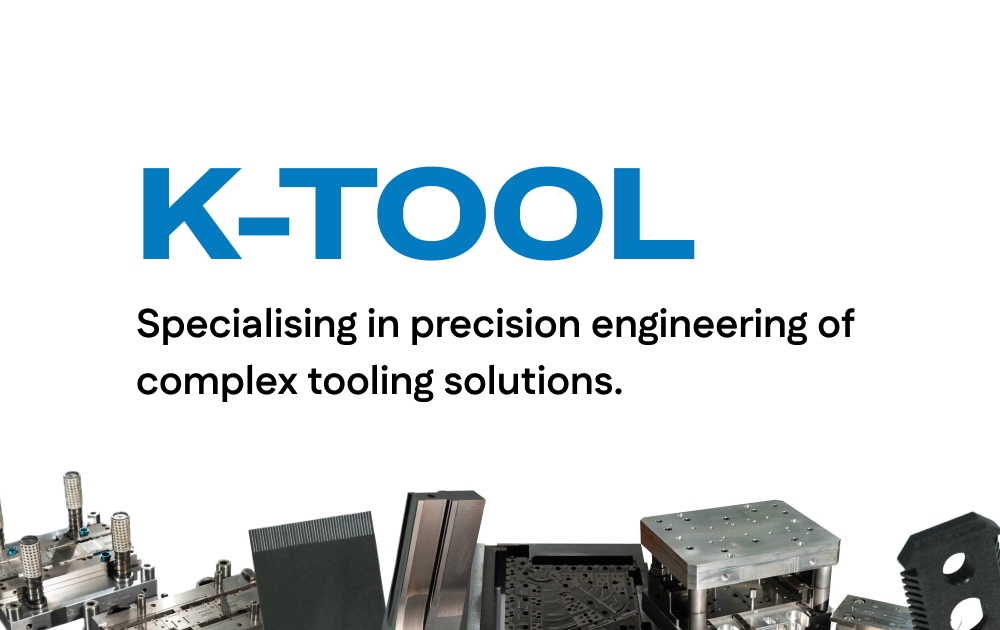 K-TOOL
Specialising in precision engineering of
complex tooling solutions.